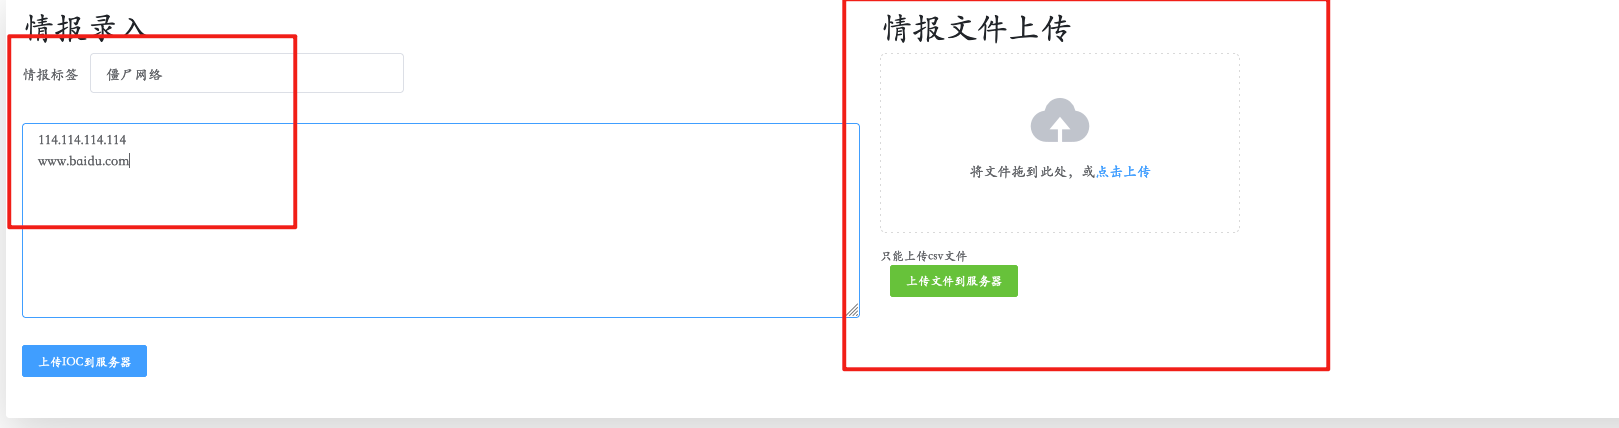 情报录入
情报标签
僵尸网络
114.114.114.114
www.baidu.com
上传IOC到服务器
情报文件上传
将文件拖到此处，或点击上传
只能上传csv文件
上传文件到服务器